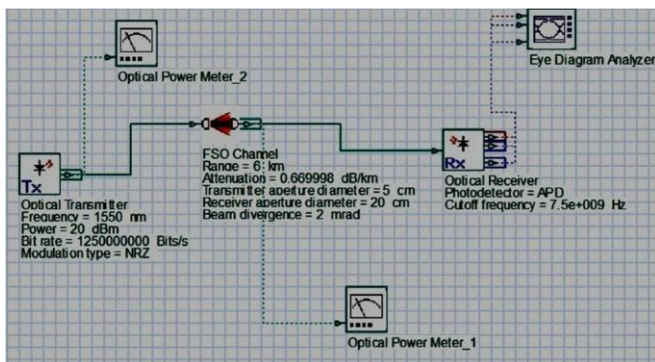 Optical Power Meter_2
Eye Diagram Analyzer
Tx
Optical Transmitter
Frequency = 1550 nm
Power = 20 dBm
Bit rate = 1250000000 Bits/s
Modulation type = NRZ
FSO Channel
Range = 6 km
Attenuation = 0.669998 dB/km
Transmitter aperture diameter = 5 cm
Receiver aperture diameter = 20 cm
Beam divergence = 2 mrad
Rx
Optical Receiver
Photodetector = APD
Cutoff frequency = 7.5e+009 Hz
Optical Power Meter_1